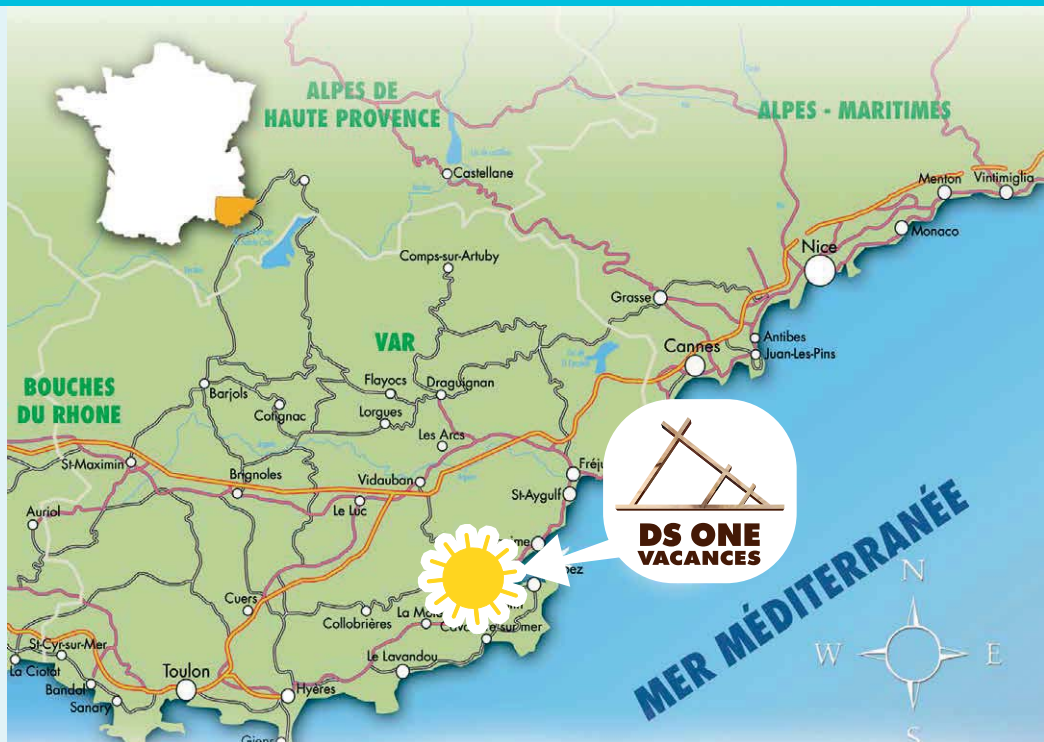 ALPES DE
HAUTE PROVENCE
ALPES - MARITIMES
Castellane
Menton
Vintimiglia
Monaco
Nice
Comps-sur-Artuby
Grasse
Antibes
Juan-Les-Pins
Cannes
VAR
BOUCHES
DU RHONE
Barjols
Flayocs
Draguignan
Cotignac
Lorgues
Les Arcs
St-Maximin
Brignoles
Vidauban
Le Luc
Auriol
St-Aygulf
DS ONE
VACANCES
MER MÉDITERRANÉE
N
W
E
S
Cuers
Collobrières
Le Lavandou
St-Cyr-sur-Mer
La Ciotat
Bandol
Sanary
Toulon
Hyères